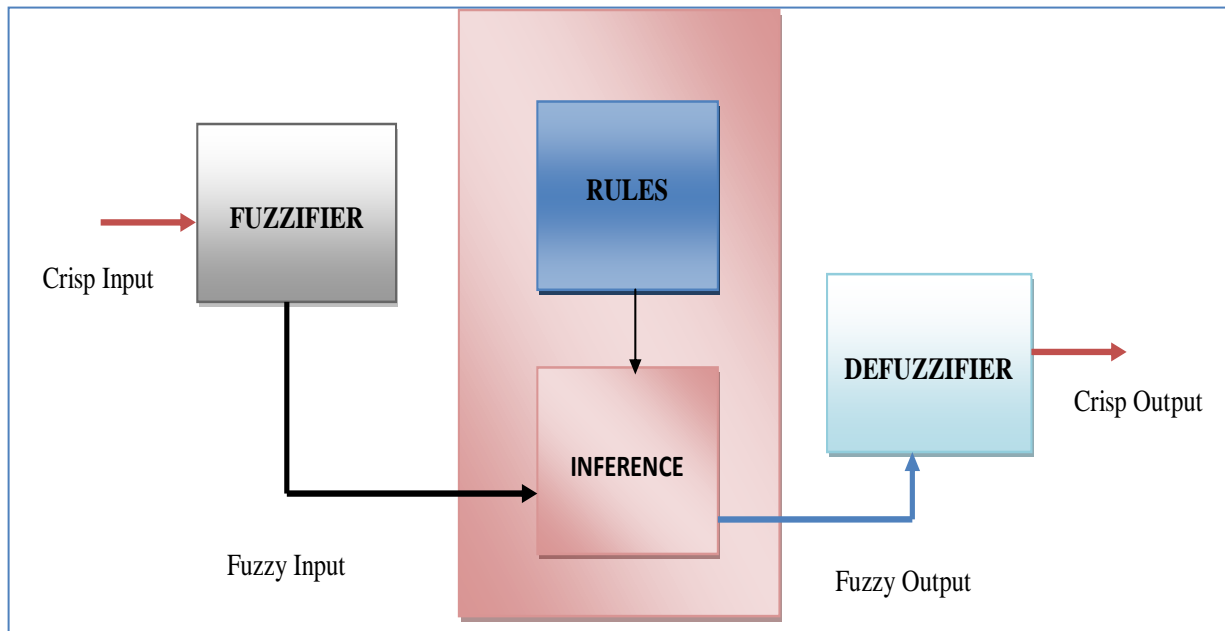 RULES
FUZZIFIER
Crisp Input
DEFUZZIFIER
Crisp Output
INFERENCE
Fuzzy Input
Fuzzy Output